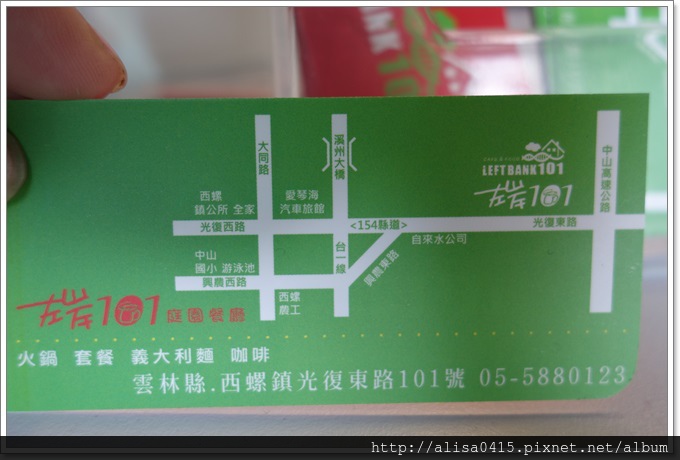 大同路
溪州大橋
CAFE & FOOD
LEFT BANK 101
左岸101
中山高速公路
西螺
鎮公所 全家
愛琴海
汽車旅館
光復西路
<154縣道>
光復東路
自來水公司
台一線
興農東路
中山
國小 游泳池
興農西路
西螺
農工
左岸101 庭園餐廳
火鍋 套餐 義大利麵 咖啡
雲林縣.西螺鎮光復東路101號 05-5880123
http://alisa0415.pixnet.net/album